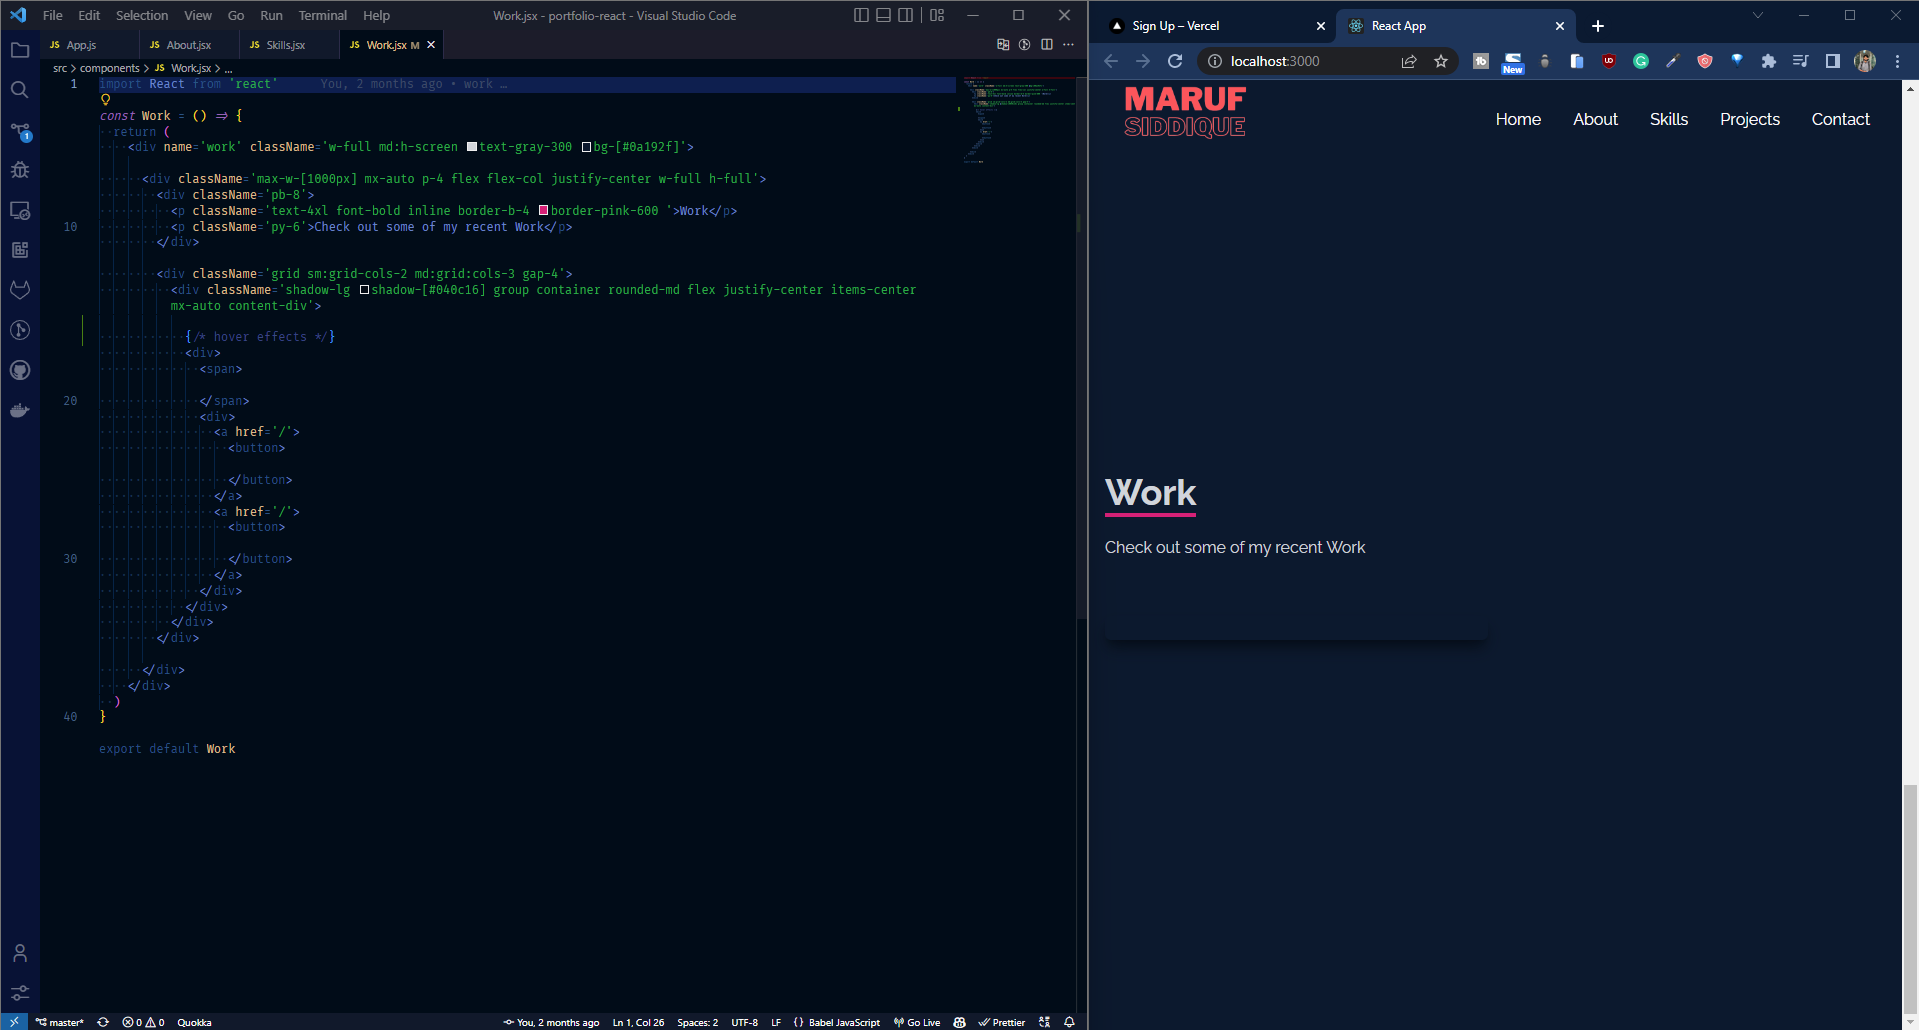 File Edit Selection View Go Run Terminal Help
Work.jsx - portfolio-react - Visual Studio Code
JS App.js
JS About.jsx
JS Skills.jsx
JS Work.jsx M
src > components > JS Work.jsx > ...
1 import React from 'react' You, 2 months ago • work …
const Work = () => {
return (
<div name='work' className='w-full md:h-screen text-gray-300 bg-[#0a192f]'>
<div className='max-w-[1000px] mx-auto p-4 flex flex-col justify-center w-full h-full'>
<div className='pb-8'>
<p className='text-4xl font-bold inline border-b-4 border-pink-600 '>Work</p>
10 <p className='py-6'>Check out some of my recent Work</p>
</div>
<div className='grid sm:grid-cols-2 md:grid:cols-3 gap-4'>
<div className='shadow-lg shadow-[#040c16] group container rounded-md flex justify-center items-center
mx-auto content-div'>
{/* hover effects */}
<div>
<span>
20 </span>
<div>
<a href='/'>
<button>
</button>
</a>
<a href='/'>
<button>
30 </button>
</a>
</div>
</div>
</div>
</div>
</div>
</div>
)
40 }
export default Work
1
master* 0 0 Quokka
You, 2 months ago Ln 1, Col 26 Spaces: 2 UTF-8 LF {} Babel JavaScript Go Live Prettier
Sign Up – Vercel
React App
localhost:3000
New
MARUF
SIDDIQUE
Home About Skills Projects Contact
Work
Check out some of my recent Work